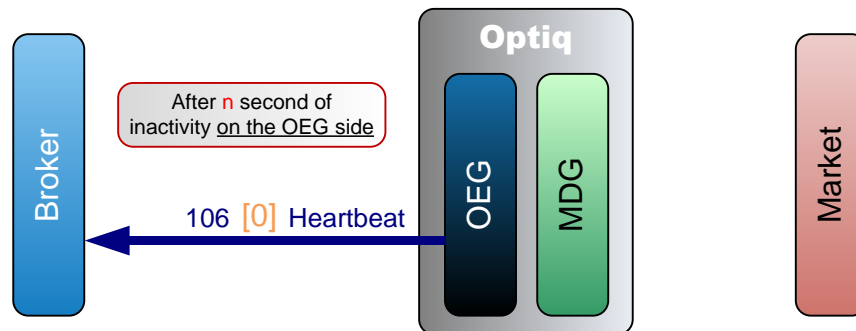 Optiq
After n second of
inactivity on the OEG side
Broker
OEG
MDG
Market
106 [0] Heartbeat